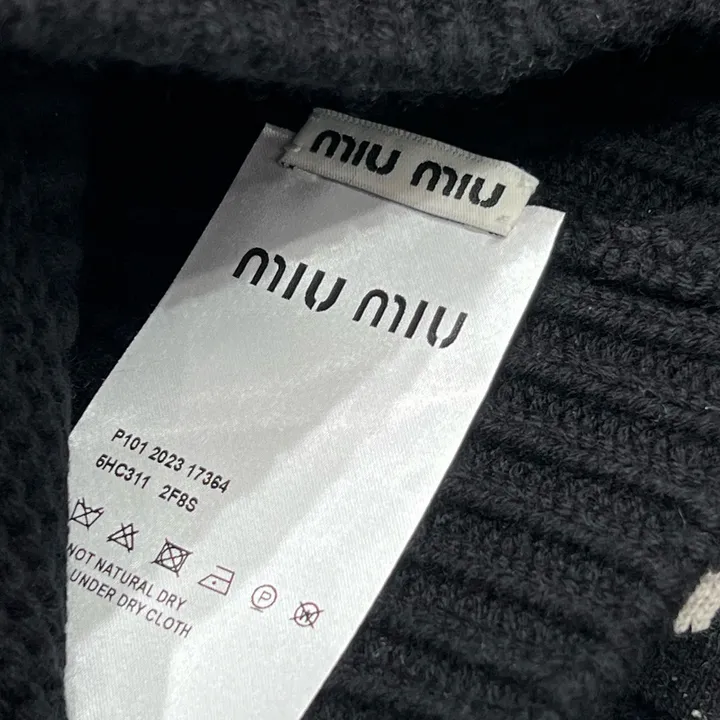 miu miu
miu miu
P101 2023 17364
6HC311 2F8S
P W
NOT NATURAL DRY
UNDER DRY CLOTH